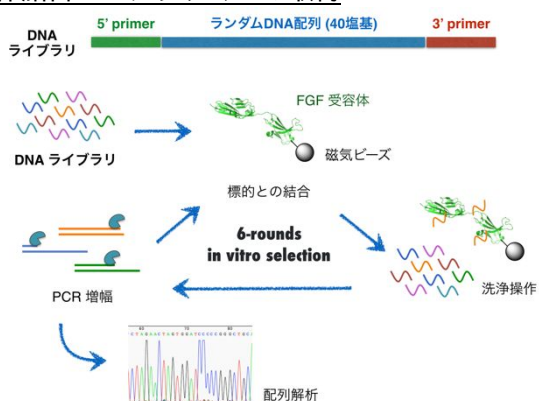 5' primer
ランダムDNA配列 (40塩基)
3' primer
DNA
ライブラリ
FGF 受容体
磁気ビーズ
DNA ライブラリ
標的との結合
6-rounds
in vitro selection
洗浄操作
PCR 増幅
配列解析